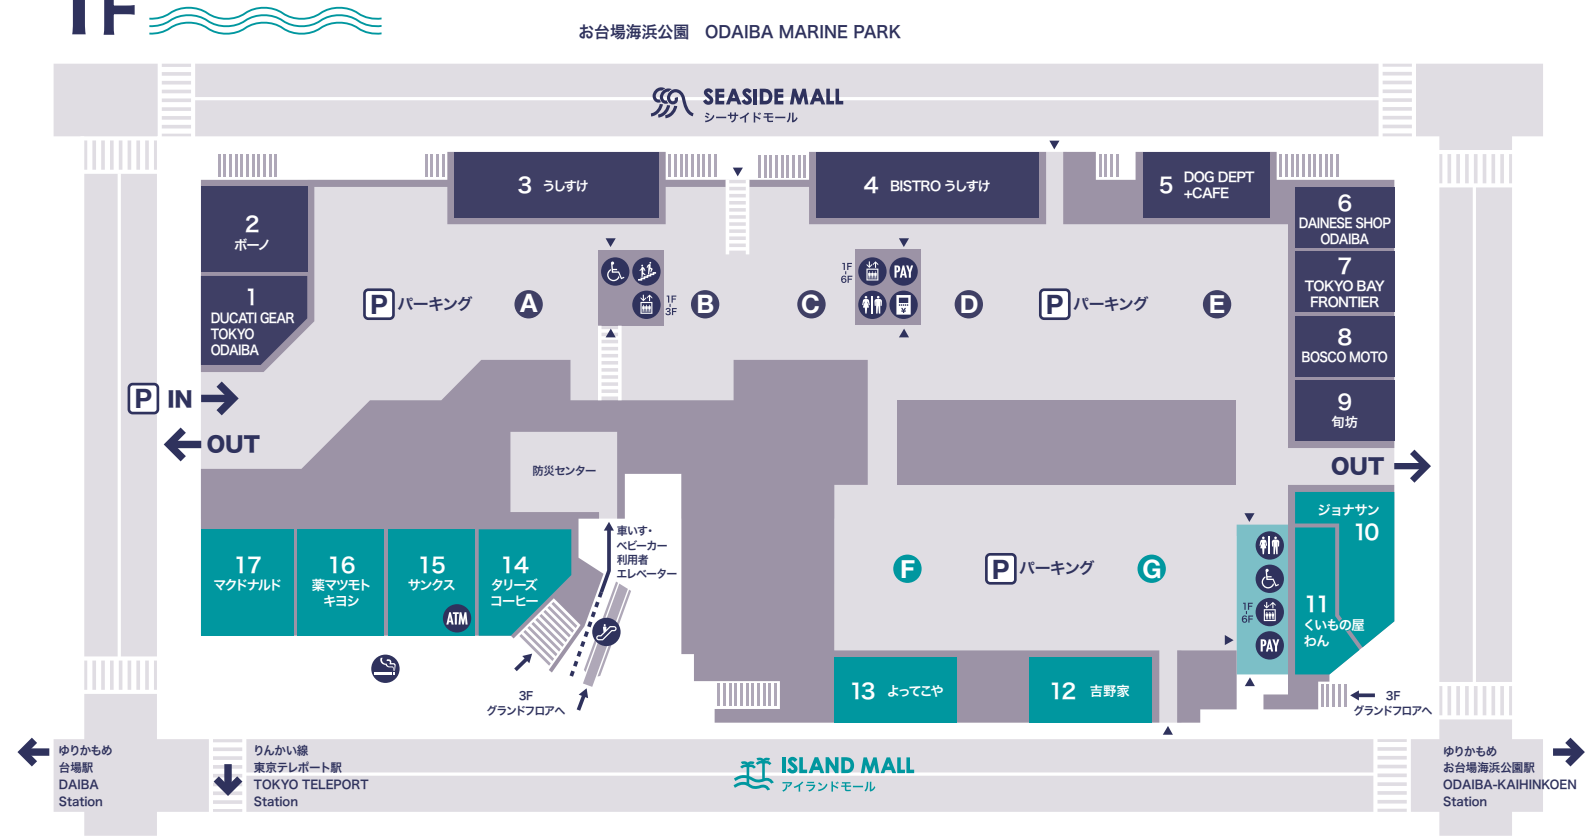 1F
お台場海浜公園 ODAIBA MARINE PARK
SEASIDE MALL
シーサイドモール
3 うしすけ
4 BISTRO うしすけ
5 DOG DEPT
+CAFE
2
ボーノ
1
DUCATI GEAR
TOKYO
ODAIBA
6
DAINESE SHOP
ODAIBA
7
TOKYO BAY
FRONTIER
8
BOSCO MOTO
9
旬坊
P パーキング
A
1F
-
3F
B
C
1F
-
6F
PAY
¥
D
P パーキング
E
P IN
OUT
OUT
防災センター
車いす・
ベビーカー
利用者
エレベーター
17
マクドナルド
16
薬マツモト
キヨシ
15
サンクス
ATM
14
タリーズ
コーヒー
3F
グランドフロアへ
F
P パーキング
G
1F
-
6F
PAY
ジョナサン
10
11
くいもの屋
わん
13 よってこや
12 吉野家
3F
グランドフロアへ
ゆりかもめ
台場駅
DAIBA
Station
りんかい線
東京テレポート駅
TOKYO TELEPORT
Station
ISLAND MALL
アイランドモール
ゆりかもめ
お台場海浜公園駅
ODAIBA-KAIHINKOEN
Station